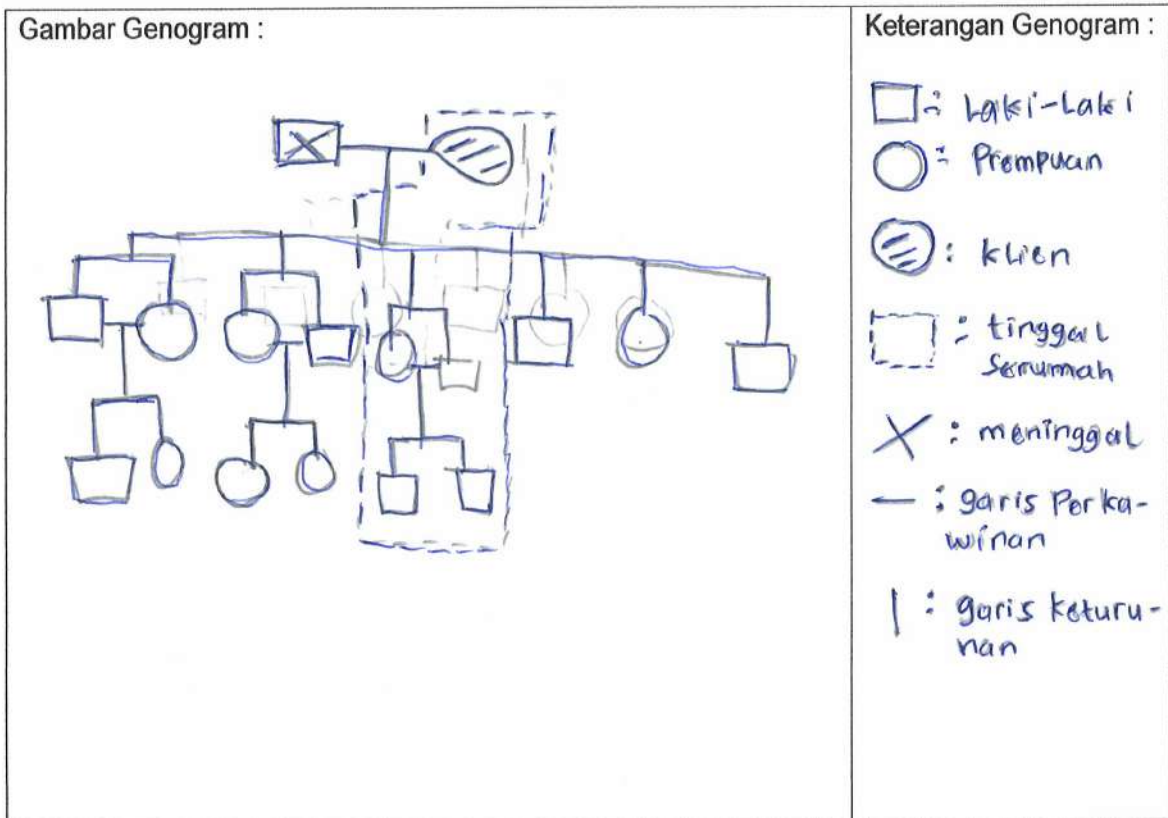 Gambar Genogram :
Keterangan Genogram :
: Laki-Laki
: Prempuan
: klien
: tinggal
Serumah
: meninggal
: garis Perka-
winan
: garis keturu-
nan